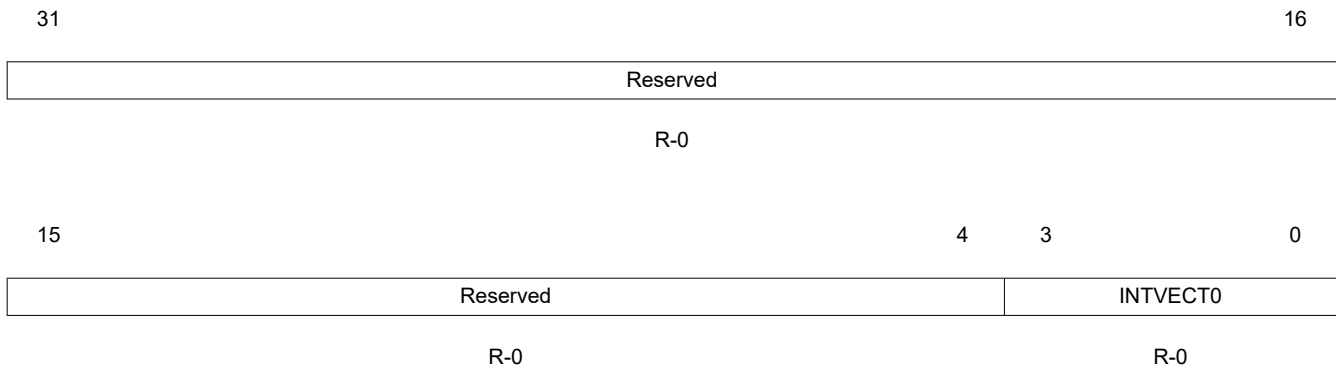 31 16
Reserved
R-0
15 4 3 0
Reserved INTVECT0
R-0 R-0